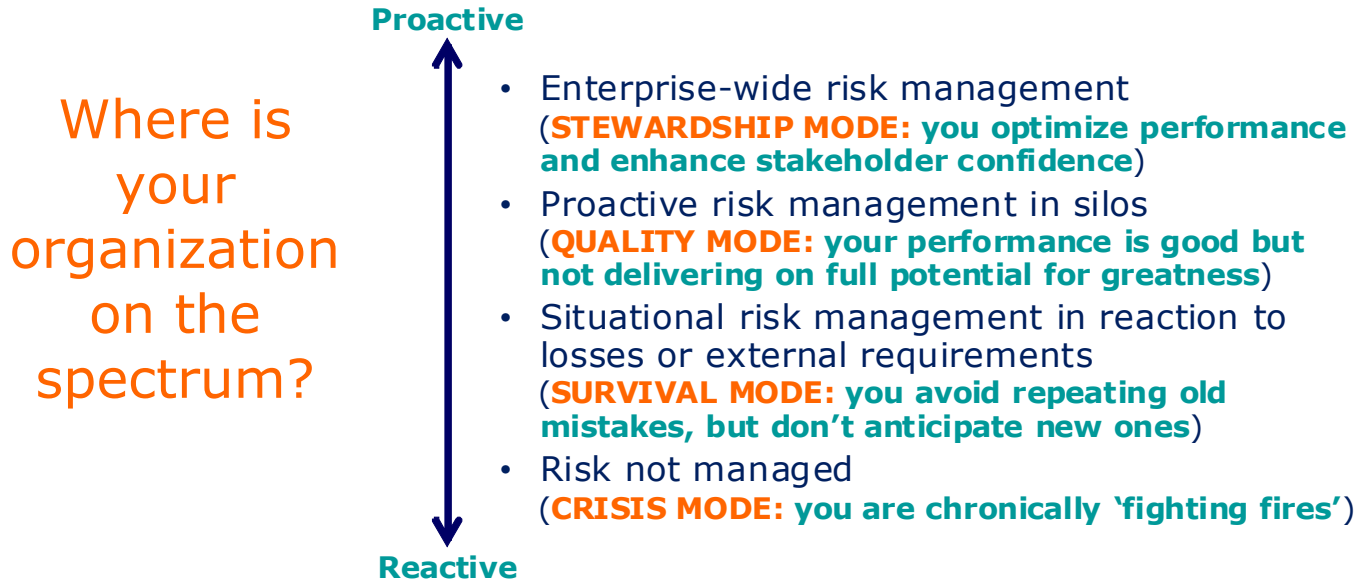 Proactive
Where is
your
organization
on the
spectrum?
• Enterprise-wide risk management
(STEWARDSHIP MODE: you optimize performance
and enhance stakeholder confidence)
• Proactive risk management in silos
(QUALITY MODE: your performance is good but
not delivering on full potential for greatness)
• Situational risk management in reaction to
losses or external requirements
(SURVIVAL MODE: you avoid repeating old
mistakes, but don’t anticipate new ones)
• Risk not managed
(CRISIS MODE: you are chronically ‘fighting fires’)
Reactive